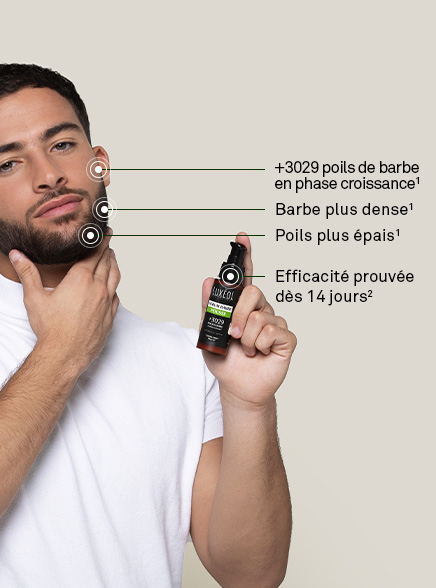 +3029 poils de barbe
en phase croissance¹
Barbe plus dense¹
Poils plus épais¹
Efficacité prouvée
dès 14 jours²
LUXÉOL
POUSSE
+3029